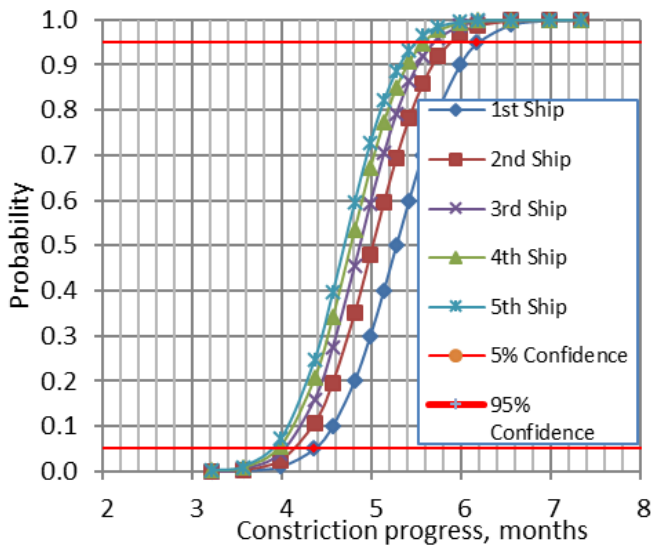 1.0
0.9
0.8
0.7
0.6
0.5
0.4
0.3
0.2
0.1
0.0
Probability
1st Ship
2nd Ship
3rd Ship
4th Ship
5th Ship
5% Confidence
95%
Confidence
2 3 4 5 6 7 8
Constriction progress, months